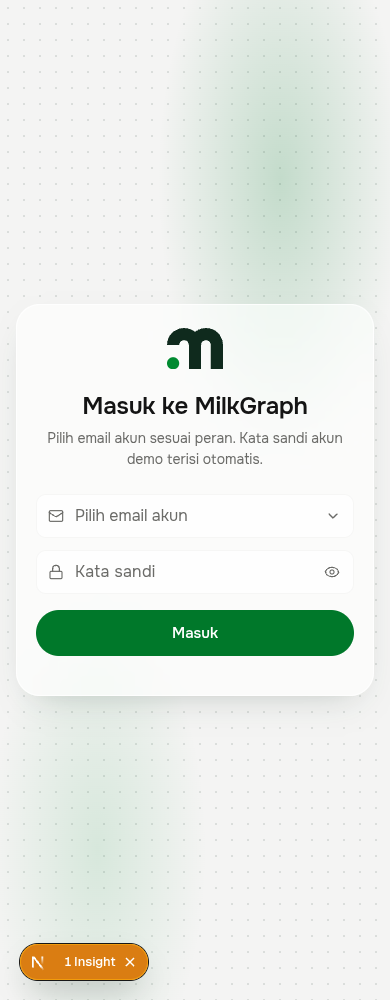 Masuk ke MilkGraph
Pilih email akun sesuai peran. Kata sandi akun
demo terisi otomatis.
Pilih email akun
Kata sandi
Masuk
1 Insight